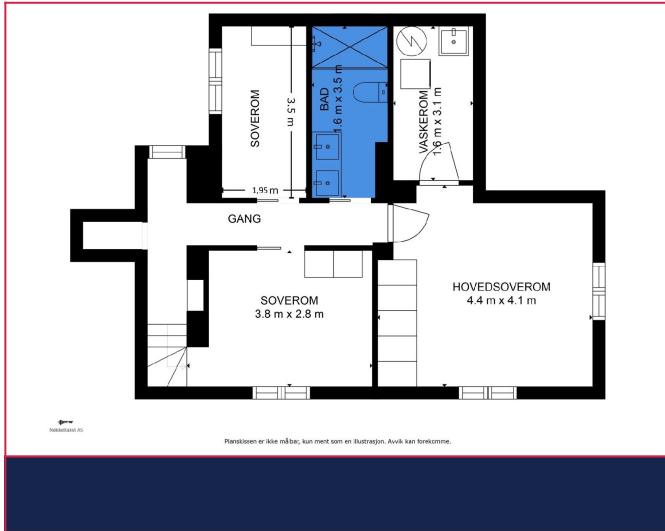 SOVEROM
3.5 m
1,95 m
BAD
1.6 m x 3.5 m
VASKEROM
1.6 m x 3.1 m
GANG
SOVEROM
3.8 m x 2.8 m
HOVEDSOVEROM
4.4 m x 4.1 m
Planskissen er ikke målbar, kun ment som en illustrasjon. Avvik kan forekomme.